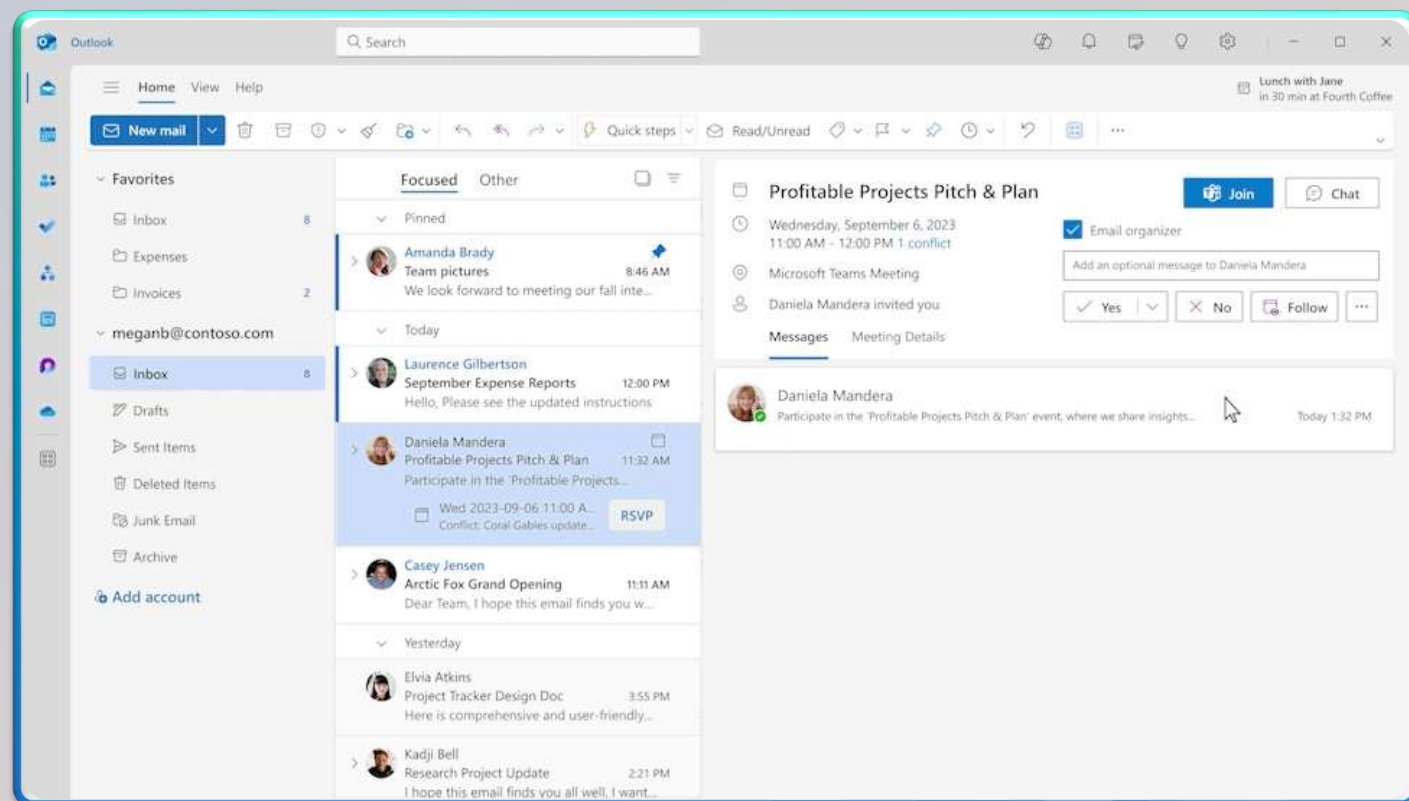 Outlook
Search
Home View Help
Lunch with Jane
in 30 min at Fourth Coffee
New mail
Quick steps
Read/Unread
Favorites
Inbox 8
Expenses
Invoices 2
meganb@contoso.com
Inbox 8
Drafts
Sent Items
Deleted Items
Junk Email
Archive
Add account
Focused Other
Pinned
Amanda Brady
Team pictures 8:46 AM
We look forward to meeting our fall inte...
Today
Laurence Gilbertson
September Expense Reports 12:00 PM
Hello, Please see the updated instructions
Daniela Mandera
Profitable Projects Pitch & Plan 11:32 AM
Participate in the 'Profitable Projects...
Wed 2023-09-06 11:00 A...
Conflict: Coral Gables update...
RSVP
Casey Jensen
Arctic Fox Grand Opening 11:11 AM
Dear Team, I hope this email finds you w...
Yesterday
Elvia Atkins
Project Tracker Design Doc 3:55 PM
Here is comprehensive and user-friendly...
Kadji Bell
Research Project Update 2:21 PM
I hope this email finds you all well. I want...
Profitable Projects Pitch & Plan
Join
Chat
Wednesday, September 6, 2023
11:00 AM - 12:00 PM 1 conflict
Microsoft Teams Meeting
Daniela Mandera invited you
Email organizer
Add an optional message to Daniela Mandera
Yes No Follow ...
Messages Meeting Details
Daniela Mandera
Participate in the 'Profitable Projects Pitch & Plan' event, where we share insights... Today 1:32 PM